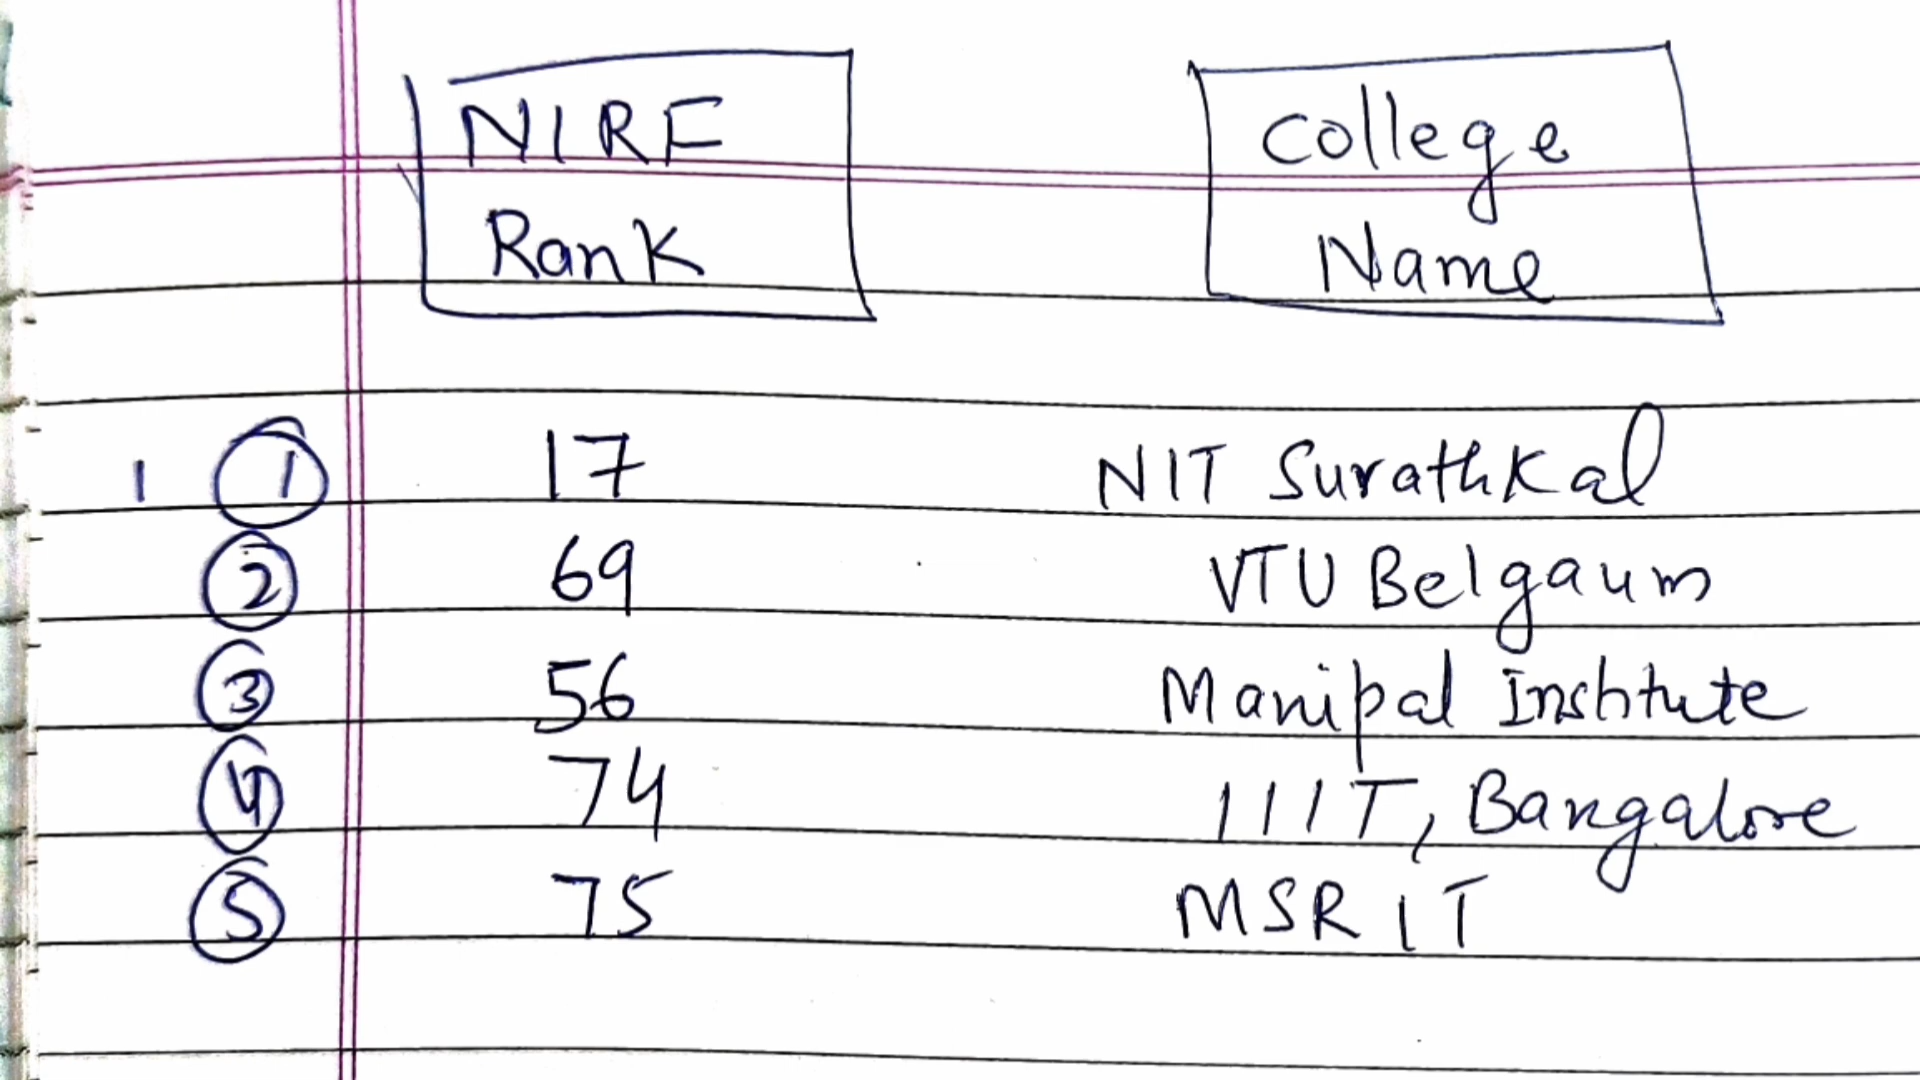 NIRF College
Rank Name
1 1 17 NIT Surathkal
2 69 VTU Belgaum
3 56 Manipal Institute
4 74 IIIT, Bangalore
5 75 MSRIT